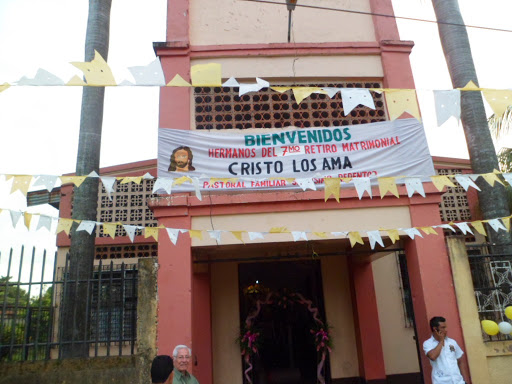 BIENVENIDOS
HERMANOS DEL 7MO RETIRO MATRIMONIAL
CRISTO LOS AMA
PASTORAL FAMILIAR